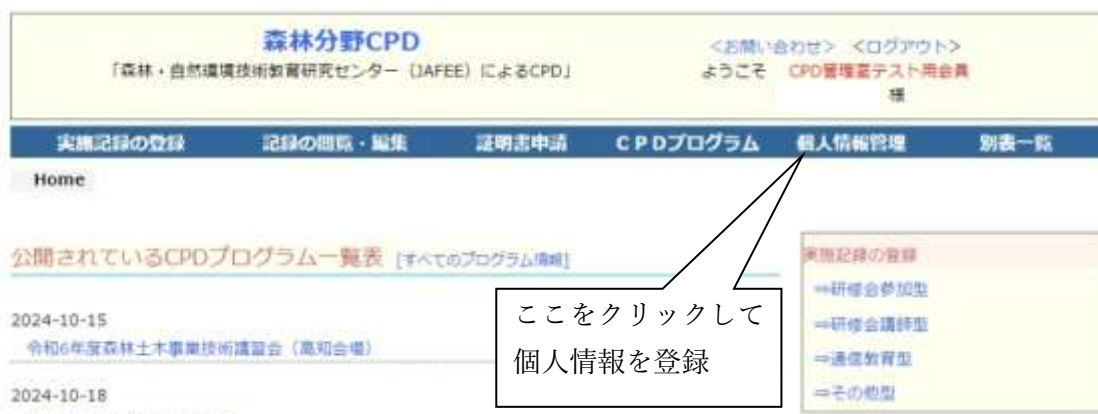 森林分野CPD
「森林・自然環境技術教育研究センター（JAFEE）によるCPD」
<お問い合わせ> <ログアウト>
ようこそ CPD管理室テスト用会員
様
実施記録の登録 記録の閲覧・編集 証明書申請 ＣＰＤプログラム 個人情報管理 別表一覧
Home
公開されているCPDプログラム一覧表 [すべてのプログラム情報]
2024-10-15
令和6年度森林土木事業技術講習会（高知会場）
2024-10-18
実施記録の登録
⇒研修会参加型
⇒研修会講師型
⇒通信教育型
⇒その他型
ここをクリックして
個人情報を登録